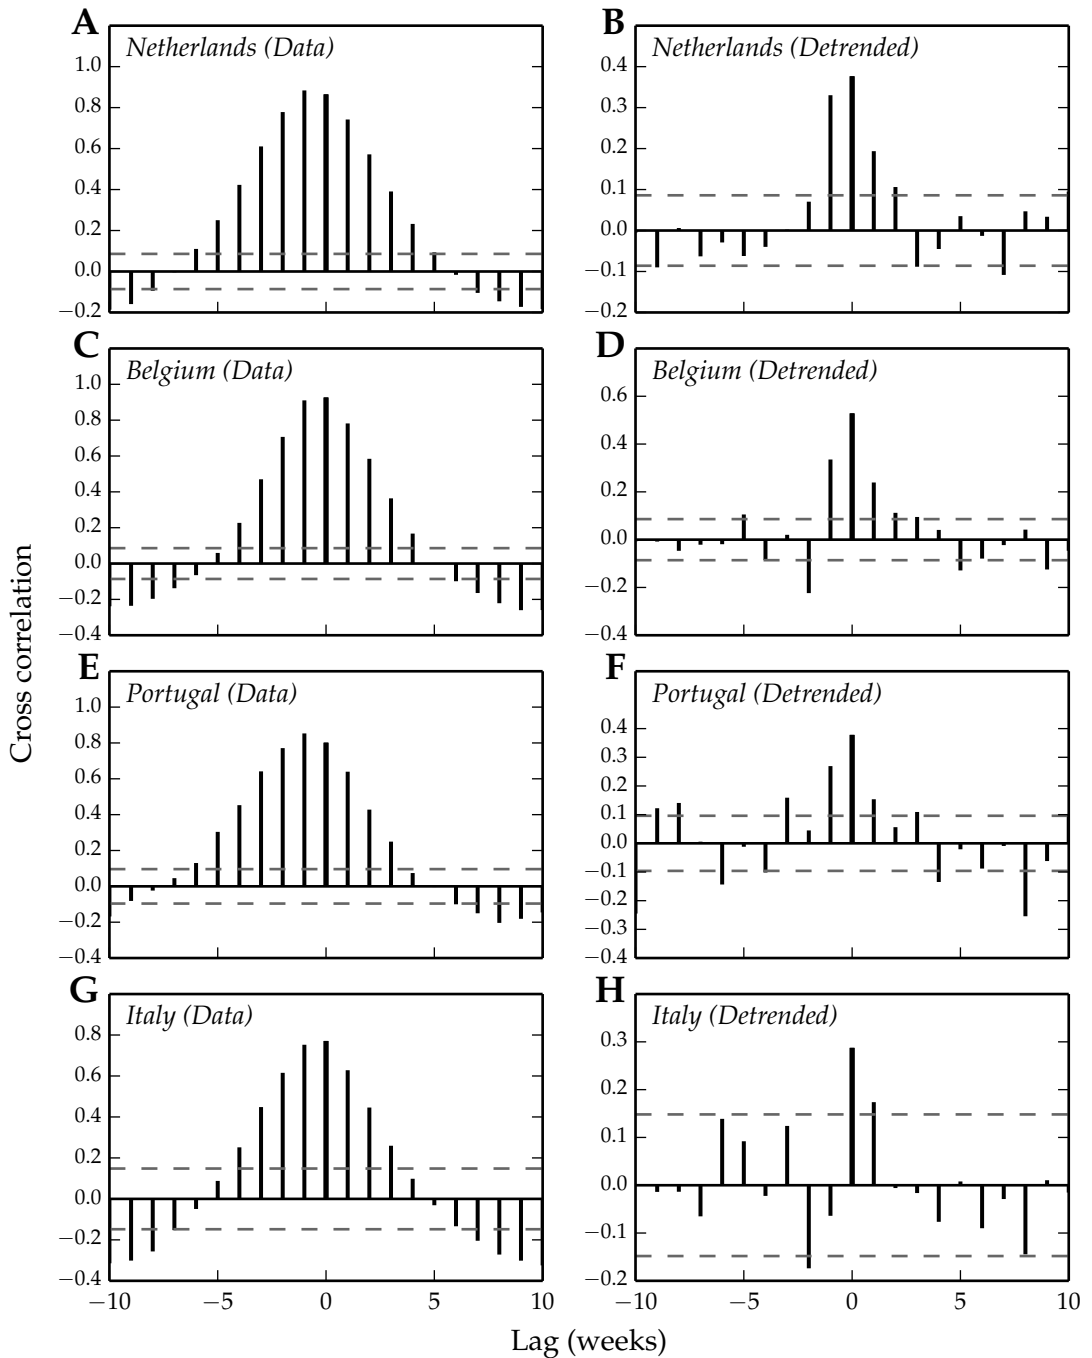 A
Netherlands (Data)
1.0
0.8
0.6
0.4
0.2
0.0
−0.2
B
Netherlands (Detrended)
0.4
0.3
0.2
0.1
0.0
−0.1
−0.2
C
Belgium (Data)
1.0
0.8
0.6
0.4
0.2
0.0
−0.2
−0.4
D
Belgium (Detrended)
0.6
0.4
0.2
0.0
−0.2
−0.4
Cross correlation
E
Portugal (Data)
1.0
0.8
0.6
0.4
0.2
0.0
−0.2
−0.4
F
Portugal (Detrended)
0.4
0.3
0.2
0.1
0.0
−0.1
−0.2
−0.3
−0.4
G
Italy (Data)
0.8
0.6
0.4
0.2
0.0
−0.2
−0.4
−10 −5 0 5 10
H
Italy (Detrended)
0.3
0.2
0.1
0.0
−0.1
−0.2
−10 −5 0 5 10
Lag (weeks)